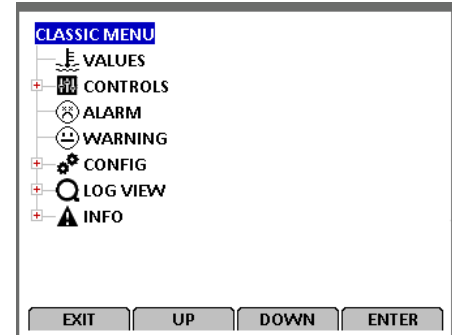 CLASSIC MENU
VALUES
CONTROLS
ALARM
WARNING
CONFIG
LOG VIEW
INFO
EXIT UP DOWN ENTER